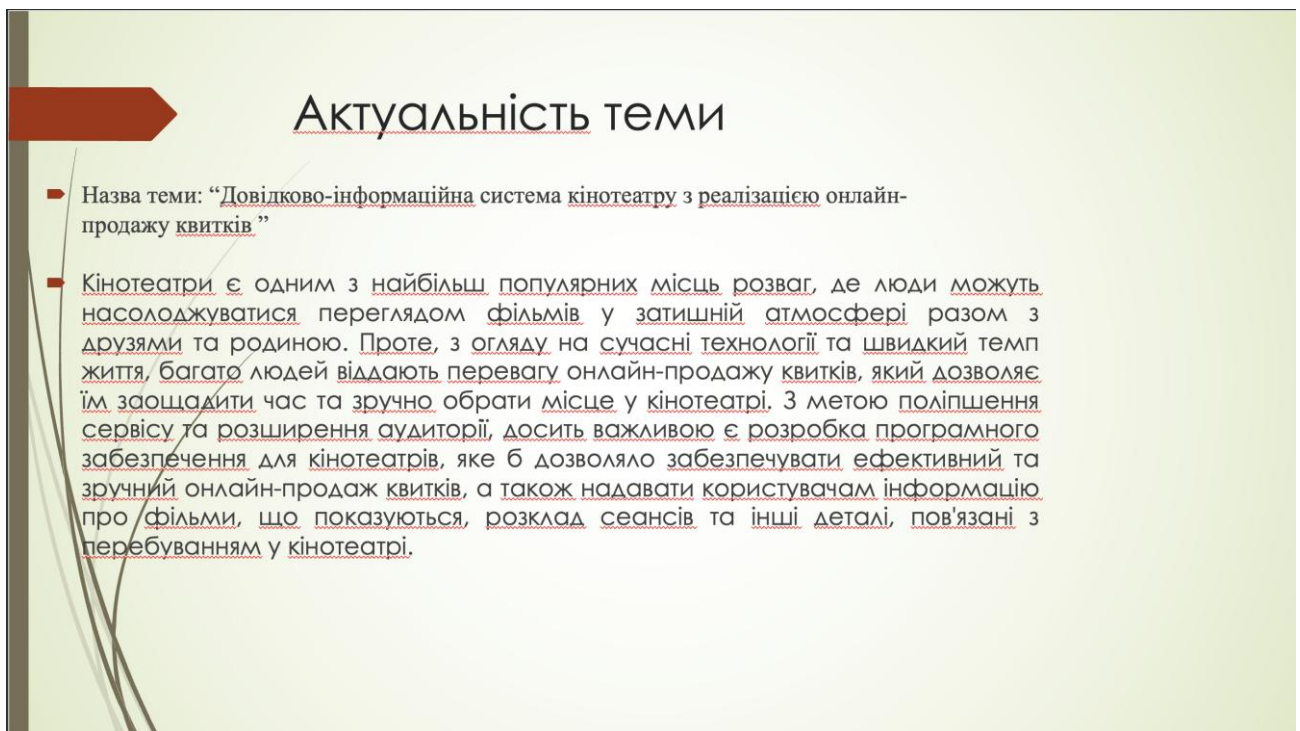 Актуальність теми
Назва теми: “Довідково-інформаційна система кінотеатру з реалізацією онлайн-
продажу квитків ”
Кінотеатри є одним з найбільш популярних місць розваг, де люди можуть
насолоджуватися переглядом фільмів у затишній атмосфері разом з
друзями та родиною. Проте, з огляду на сучасні технології та швидкий темп
життя, багато людей віддають перевагу онлайн-продажу квитків, який дозволяє
їм заощадити час та зручно обрати місце у кінотеатрі. З метою поліпшення
сервісу та розширення аудиторії, досить важливою є розробка програмного
забезпечення для кінотеатрів, яке б дозволяло забезпечувати ефективний та
зручний онлайн-продаж квитків, а також надавати користувачам інформацію
про фільми, що показуються, розклад сеансів та інші деталі, пов'язані з
перебуванням у кінотеатрі.